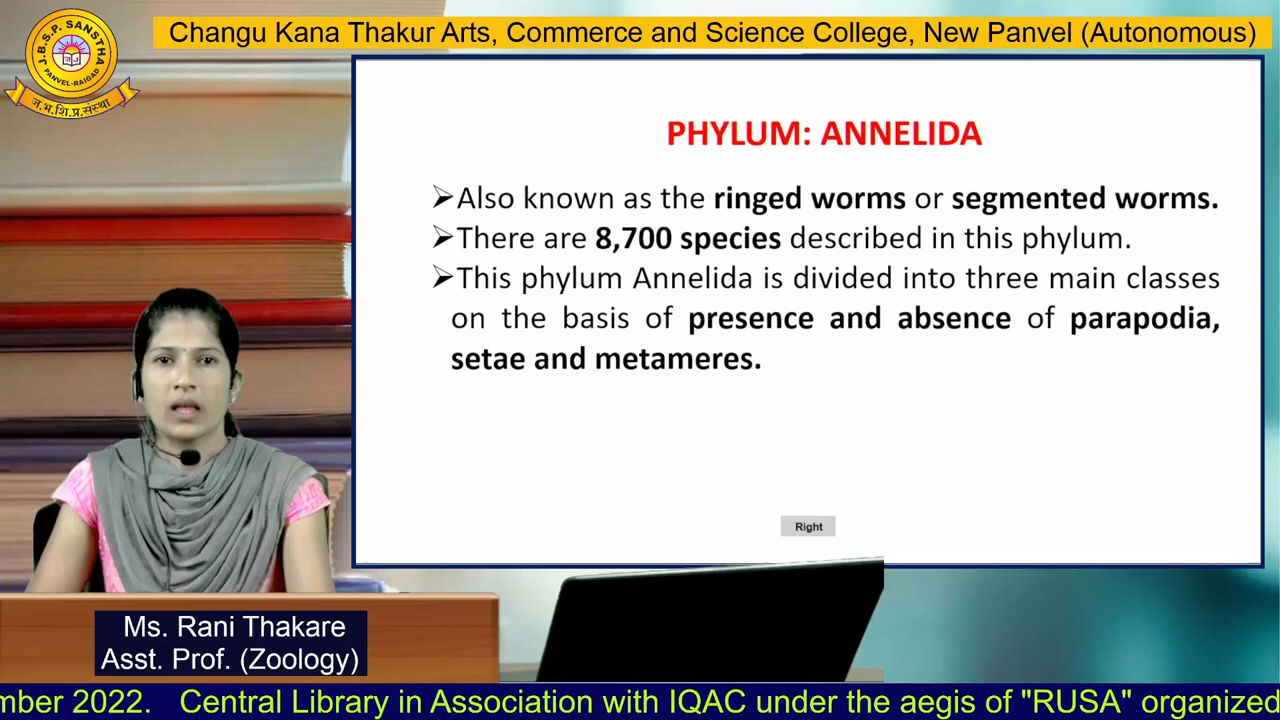 J.B.S.P. SANSTHA
PANVEL-RAIGAD
ज.भ.शि.प्र.संस्था
Changu Kana Thakur Arts, Commerce and Science College, New Panvel (Autonomous)
PHYLUM: ANNELIDA
➢Also known as the ringed worms or segmented worms.
➢There are 8,700 species described in this phylum.
➢This phylum Annelida is divided into three main classes
on the basis of presence and absence of parapodia,
setae and metameres.
Right
Ms. Rani Thakare
Asst. Prof. (Zoology)
mber 2022. Central Library in Association with IQAC under the aegis of "RUSA" organized